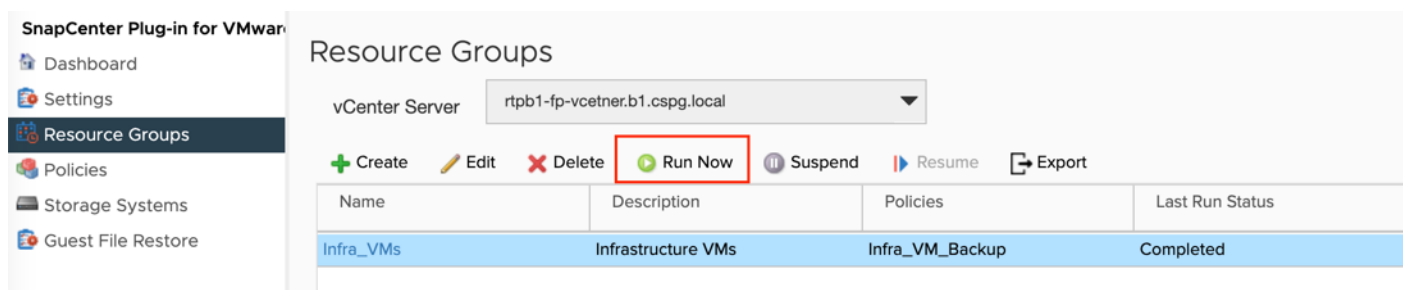 SnapCenter Plug-in for VMwar
Dashboard
Settings
Resource Groups
Policies
Storage Systems
Guest File Restore
Resource Groups
vCenter Server rtpb1-fp-vcetner.b1.cspg.local
Create Edit Delete Run Now Suspend Resume Export
Name Description Policies Last Run Status
Infra_VMs Infrastructure VMs Infra_VM_Backup Completed